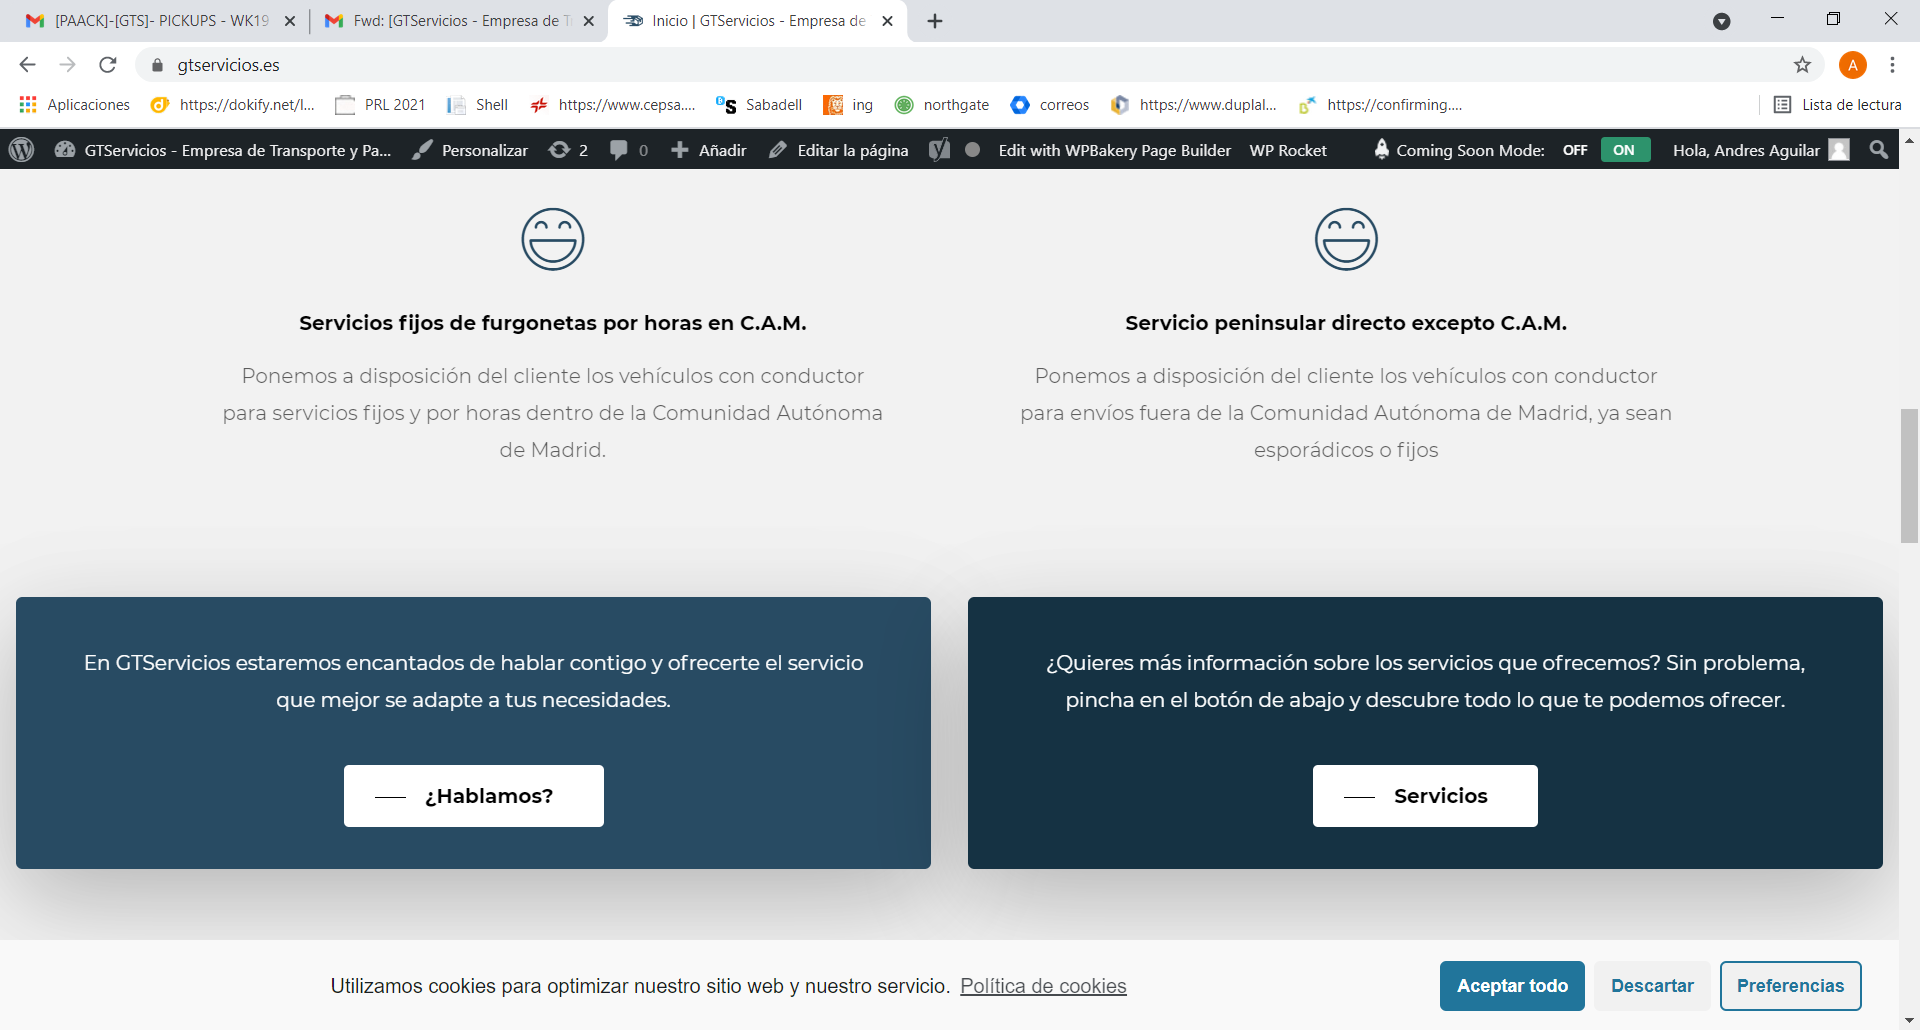 [PAACK]-[GTS]- PICKUPS - WK19
Fwd: [GTServicios - Empresa de
Inicio | GTServicios - Empresa de
gtservicios.es
A
Aplicaciones
https://dokify.net/l...
PRL 2021
Shell
https://www.cepsa....
Sabadell
ing
northgate
correos
https://www.duplal...
https://confirming....
Lista de lectura
GTServicios - Empresa de Transporte y Pa...
Personalizar
2
0
Añadir
Editar la página
Edit with WPBakery Page Builder
WP Rocket
Coming Soon Mode:
OFF
ON
Hola, Andres Aguilar
Servicios fijos de furgonetas por horas en C.A.M.
Ponemos a disposición del cliente los vehículos con conductor
para servicios fijos y por horas dentro de la Comunidad Autónoma
de Madrid.
Servicio peninsular directo excepto C.A.M.
Ponemos a disposición del cliente los vehículos con conductor
para envíos fuera de la Comunidad Autónoma de Madrid, ya sean
esporádicos o fijos
En GTServicios estaremos encantados de hablar contigo y ofrecerte el servicio
que mejor se adapte a tus necesidades.
¿Hablamos?
¿Quieres más información sobre los servicios que ofrecemos? Sin problema,
pincha en el botón de abajo y descubre todo lo que te podemos ofrecer.
Servicios
Utilizamos cookies para optimizar nuestro sitio web y nuestro servicio. Política de cookies
Aceptar todo
Descartar
Preferencias